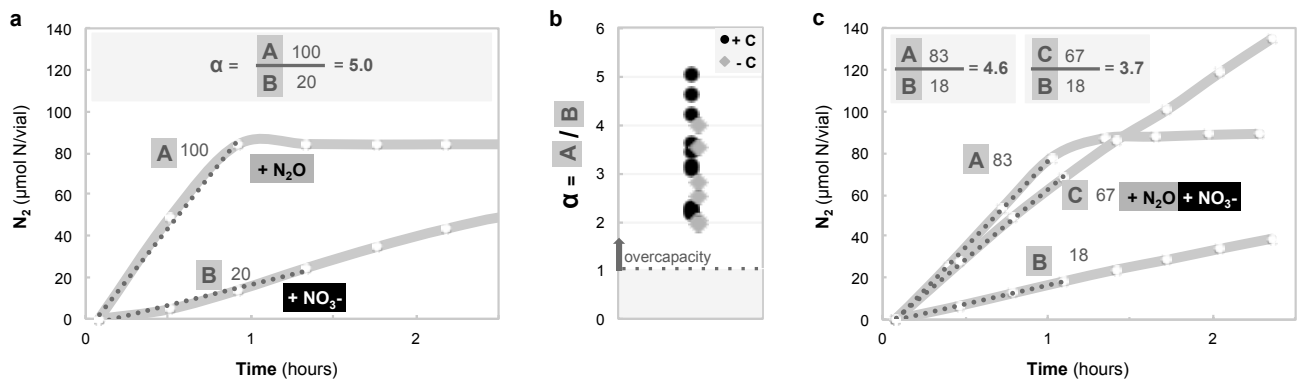 a
N₂ (µmol N/vial)
140
120
100
80
60
40
20
0
α = A 100 / B 20 = 5.0
A 100
+ N₂O
B 20
+ NO₃-
0
1
2
Time (hours)
b
α = A / B
6
5
4
3
2
1
0
+ C
- C
overcapacity
c
N₂ (µmol N/vial)
140
120
100
80
60
40
20
0
A 83 / B 18 = 4.6
C 67 / B 18 = 3.7
A 83
C 67 + N₂O + NO₃-
B 18
0
1
2
Time (hours)